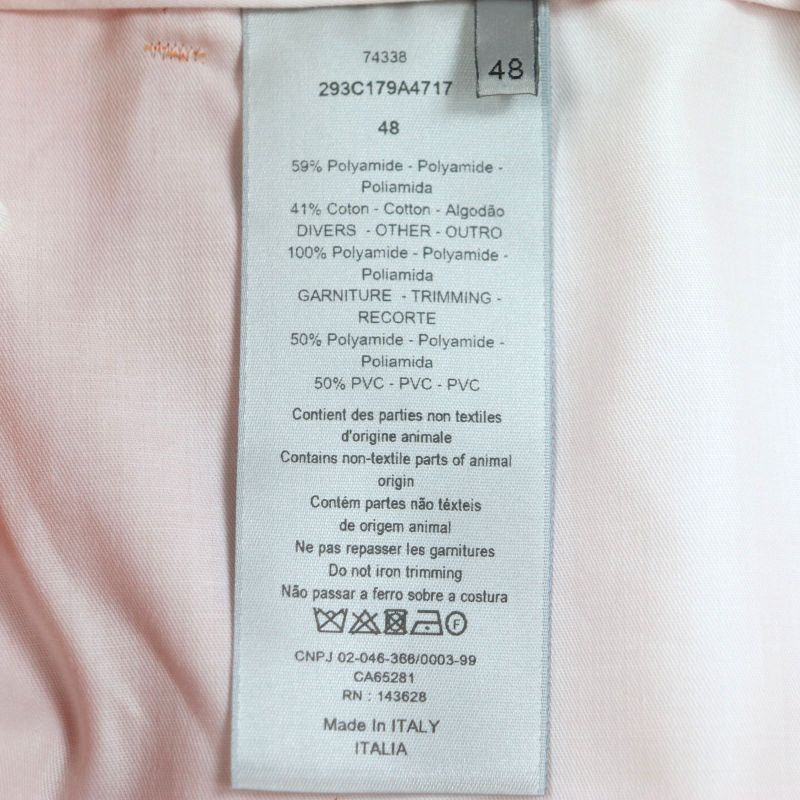 74338
48
293C179A4717
48
59% Polyamide - Polyamide -
Poliamida
41% Coton - Cotton - Algodão
DIVERS - OTHER - OUTRO
100% Polyamide - Polyamide -
Poliamida
GARNITURE - TRIMMING -
RECORTE
50% Polyamide - Polyamide -
Poliamida
50% PVC - PVC - PVC
Contient des parties non textiles
d'origine animale
Contains non-textile parts of animal
origin
Contém partes não têxteis
de origem animal
Ne pas repasser les garnitures
Do not iron trimming
Não passar a ferro sobre a costura
F
CNPJ 02-046-366/0003-99
CA65281
RN : 143628
Made In ITALY
ITALIA